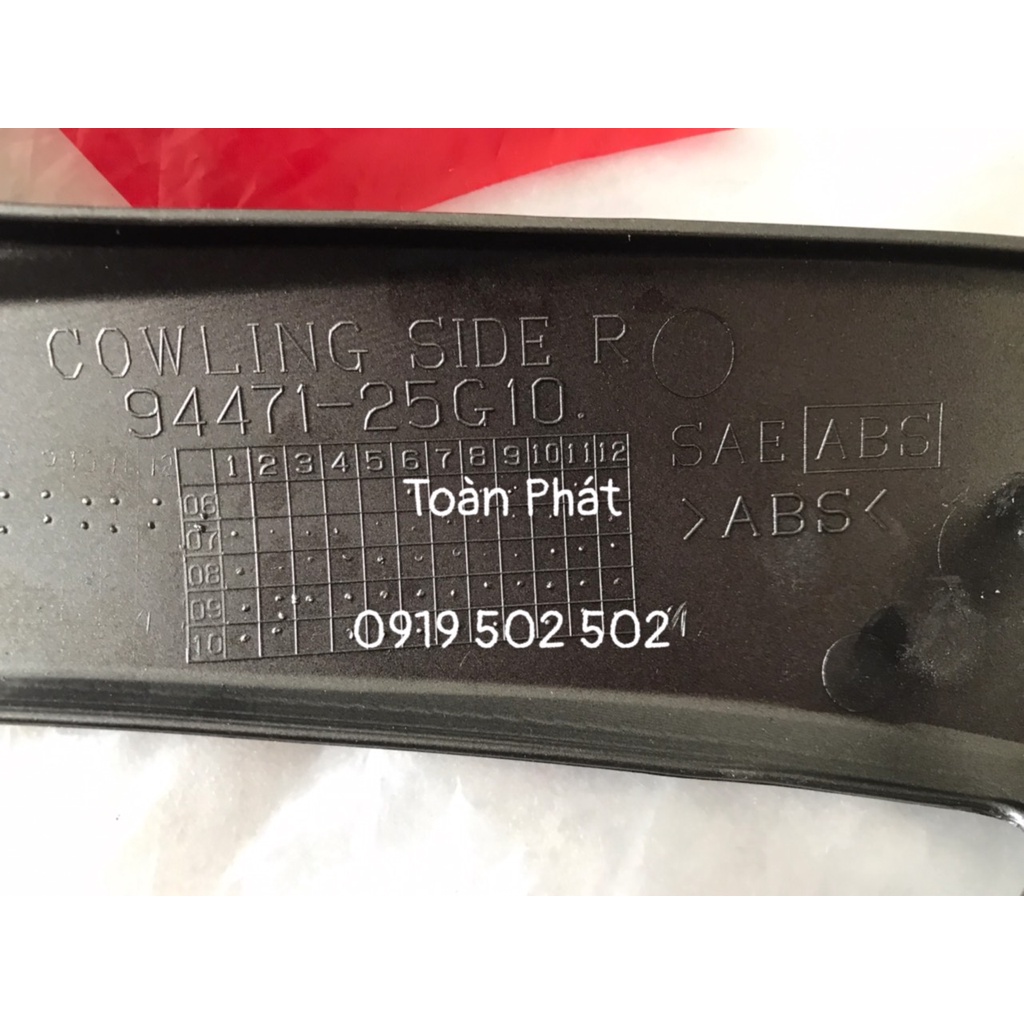 COWLING SIDE R
94471-25G10.
SAE ABS
>ABS<
1 2 3 4 5 6 7 8 9 10 11 12
06
07
08
09
10
Toàn Phát
0919 502 502